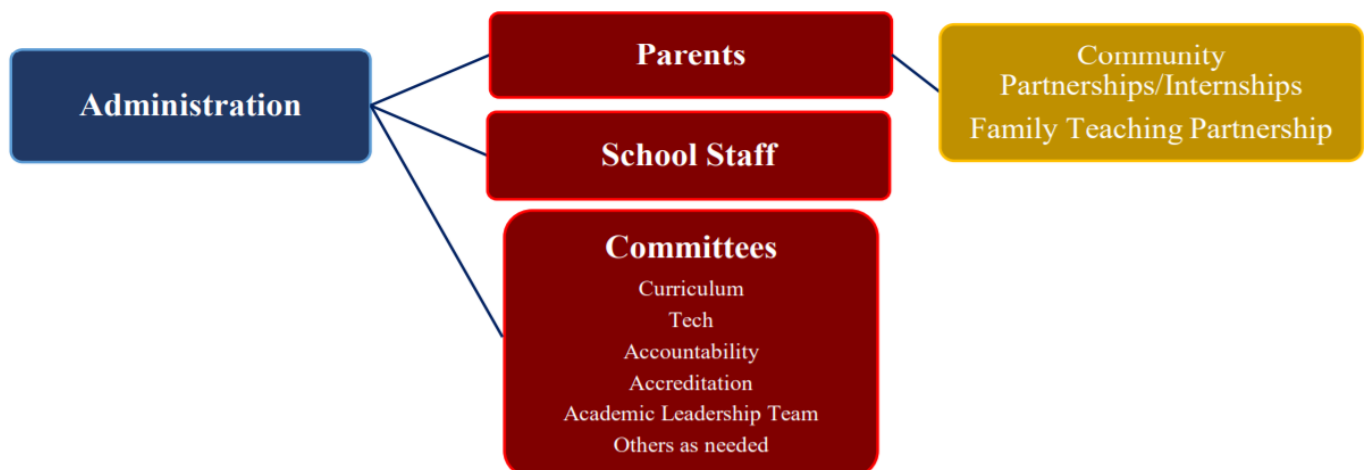 Administration
Parents
School Staff
Committees
Curriculum
Tech
Accountability
Accreditation
Academic Leadership Team
Others as needed
Community
Partnerships/Internships
Family Teaching Partnership